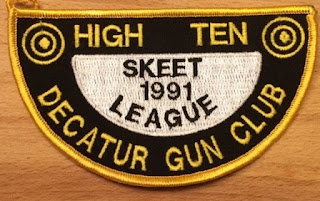 HIGH TEN
SKEET
1991
LEAGUE
DECATUR GUN CLUB